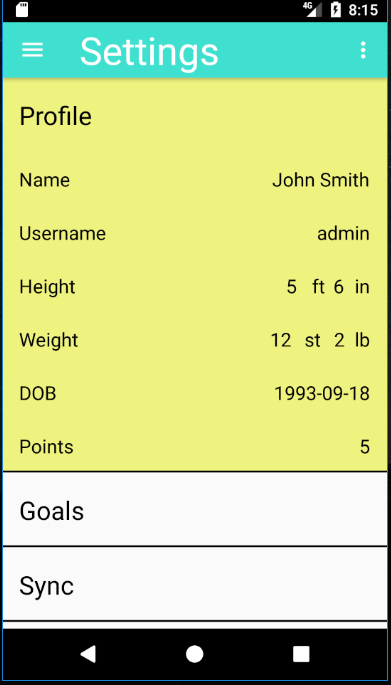 4G 8:15
Settings
Profile
Name John Smith
Username admin
Height 5 ft 6 in
Weight 12 st 2 lb
DOB 1993-09-18
Points 5
Goals
Sync